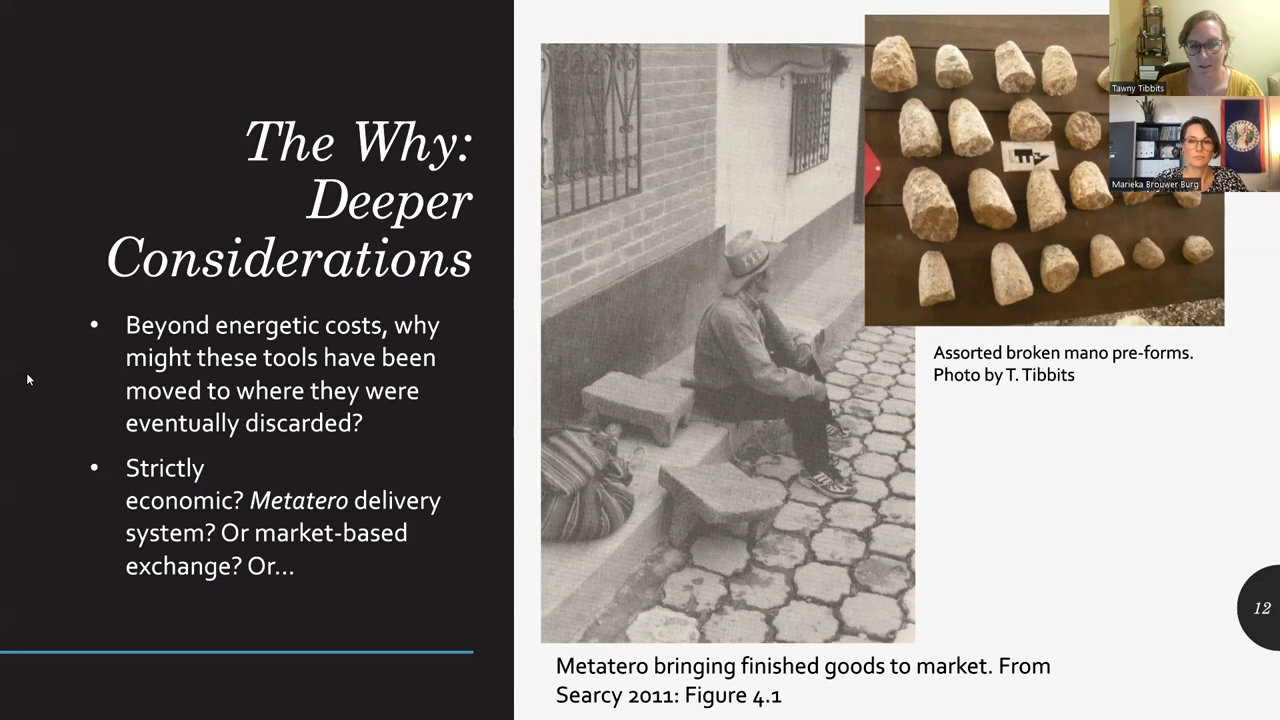 The Why:
Deeper
Considerations
• Beyond energetic costs, why
might these tools have been
moved to where they were
eventually discarded?
• Strictly
economic? Metatero delivery
system? Or market-based
exchange? Or…
Tawny Tibbits
Marieka Brouwer Burg
Assorted broken mano pre-forms.
Photo by T. Tibbits
Metatero bringing finished goods to market. From
Searcy 2011: Figure 4.1
12